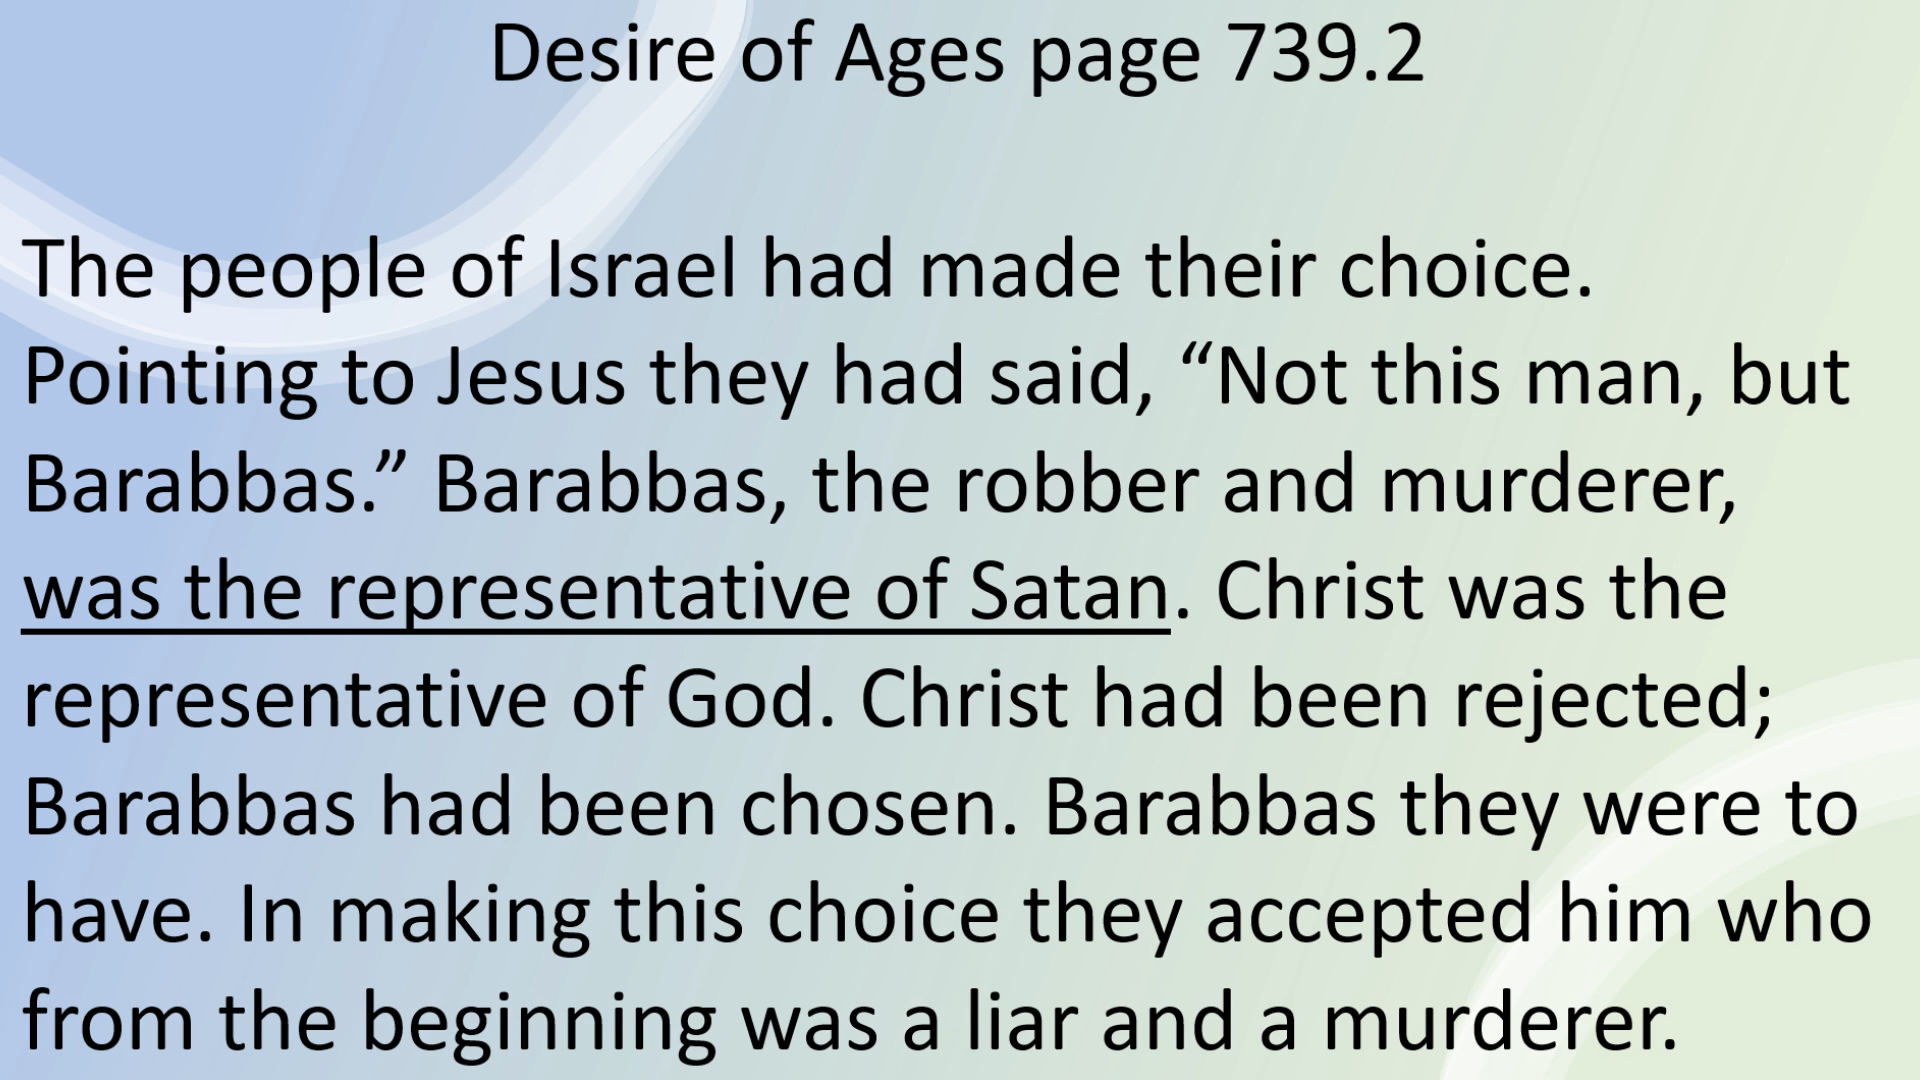 Desire of Ages page 739.2
The people of Israel had made their choice.
Pointing to Jesus they had said, “Not this man, but
Barabbas.” Barabbas, the robber and murderer,
was the representative of Satan. Christ was the
representative of God. Christ had been rejected;
Barabbas had been chosen. Barabbas they were to
have. In making this choice they accepted him who
from the beginning was a liar and a murderer.